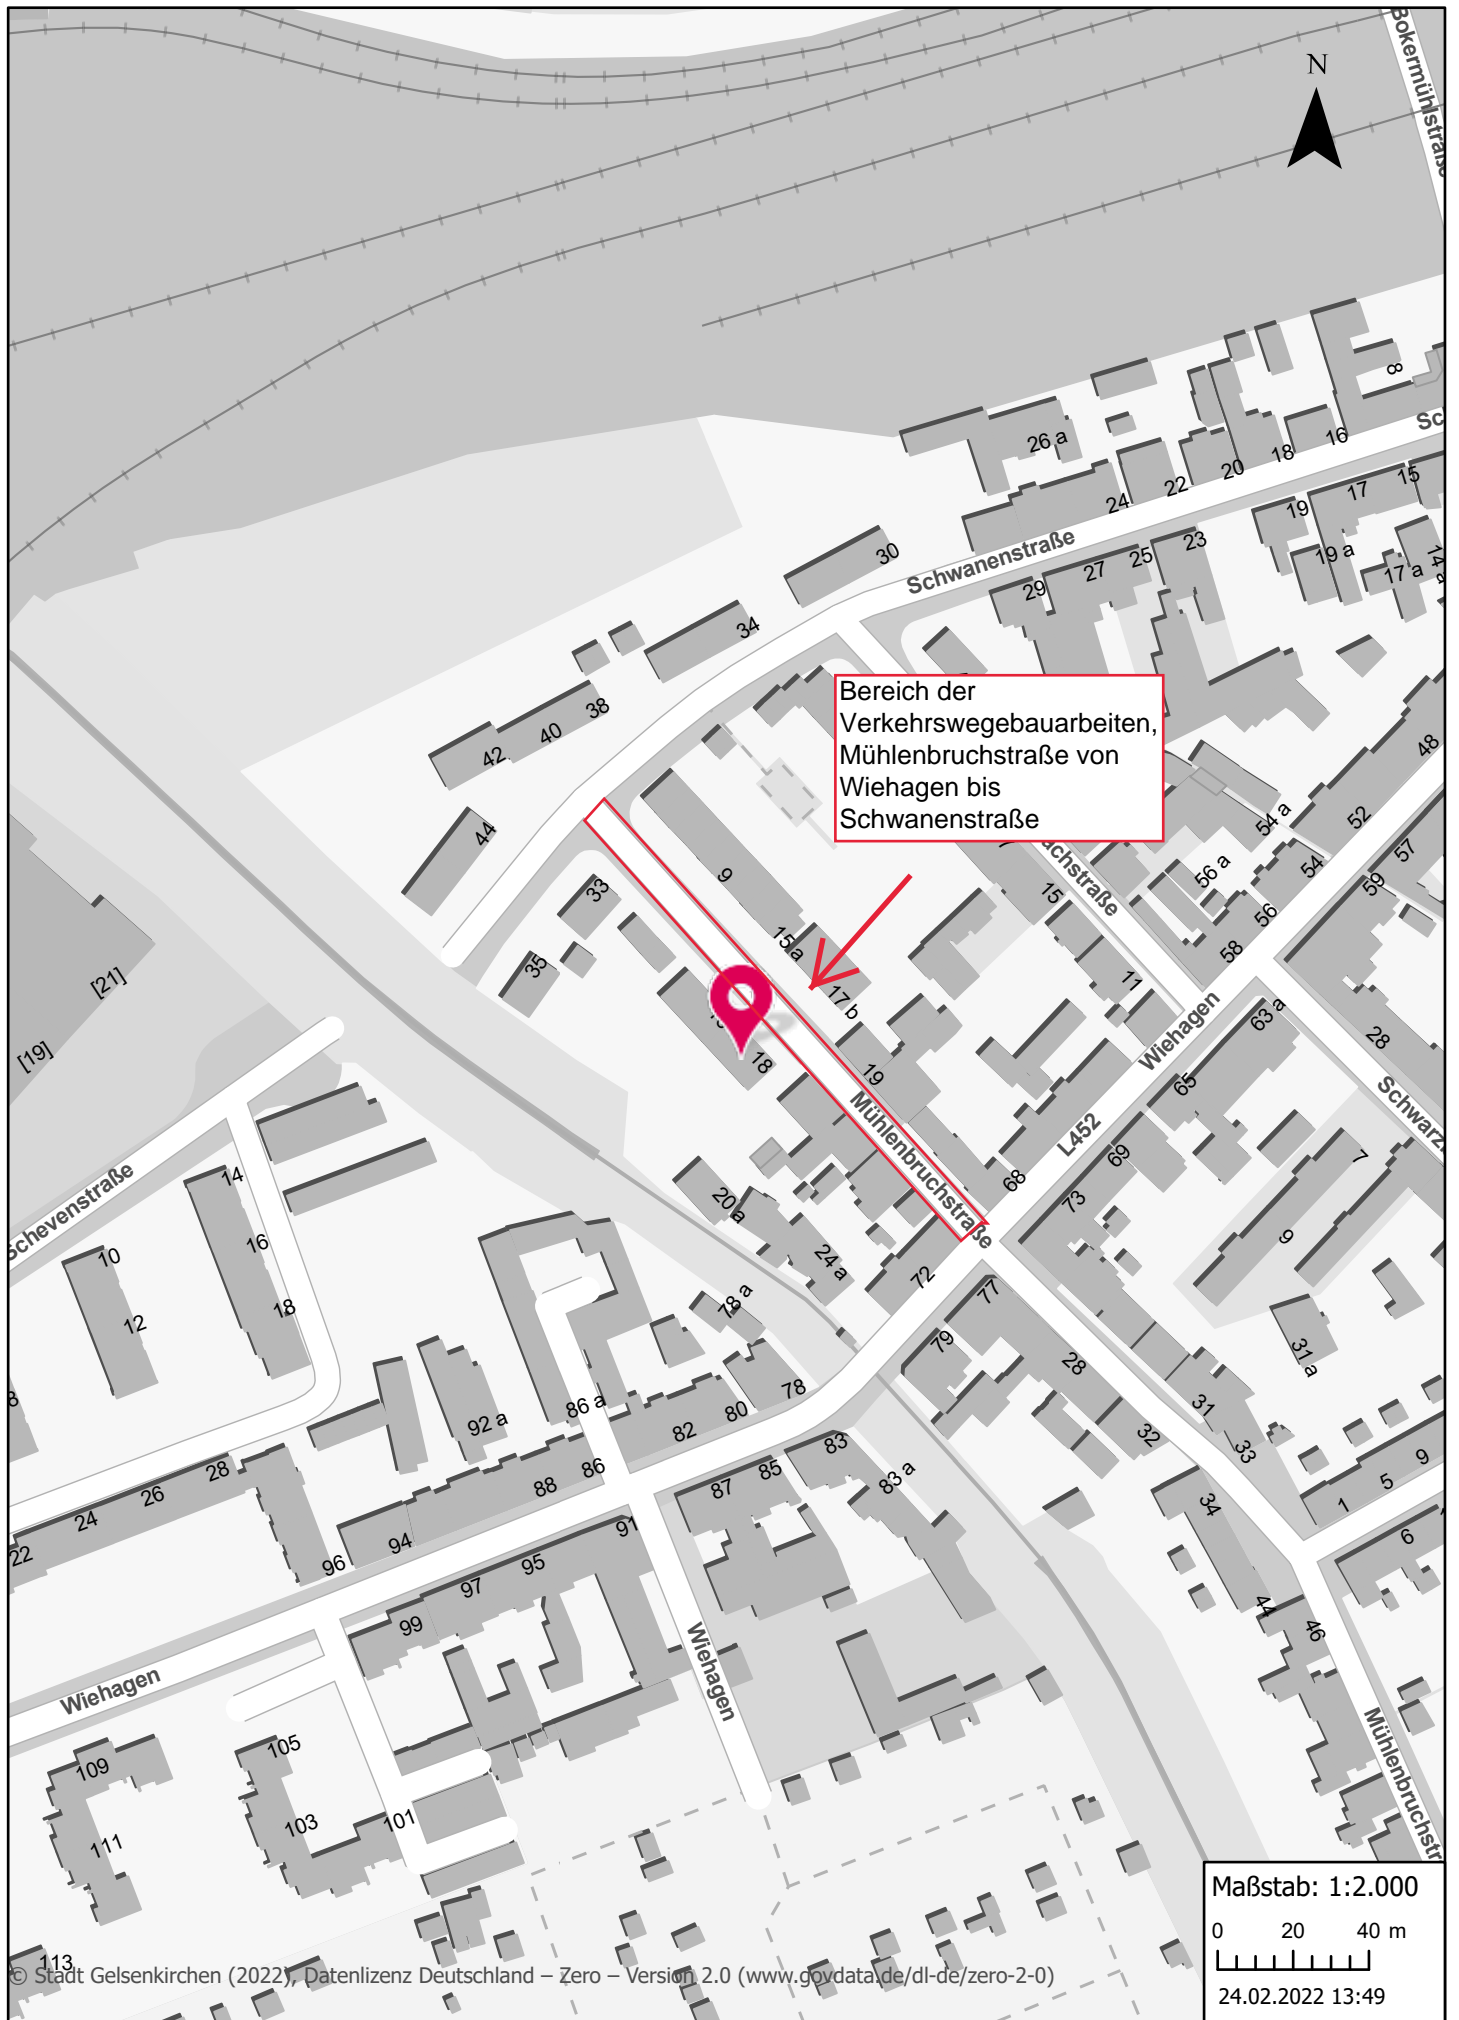 Bokermühlstraße
N
8
Sc
26 a
16
18
20
22
24
15
17
19
19 a
17 a
14 a
23
25
27
29
Schwanenstraße
30
34
38
40
42
44
Bereich der
Verkehrswegebauarbeiten,
Mühlenbruchstraße von
Wiehagen bis
Schwanenstraße
achstraße
48
52
54 a
54
56 a
56
58
57
59
9
15 a
17 b
15
11
33
35
18
19
Mühlenbruchstraße
[21]
[19]
Wiehagen
L452
63 a
65
69
73
68
28
Schwarz
7
9
31 a
Schevenstraße
14
16
18
10
12
20 a
24 a
72
77
79
78 a
78
80
82
86 a
86
88
92 a
94
96
28
26
24
22
28
31
32
33
34
44
46
1
5
9
6
83
83 a
85
87
91
95
97
99
Wiehagen
Wiehagen
Mühlenbruchstr
109
111
105
103
101
113
Maßstab: 1:2.000
0 20 40 m
24.02.2022 13:49
© Stadt Gelsenkirchen (2022), Datenlizenz Deutschland – Zero – Version 2.0 (www.govdata.de/dl-de/zero-2-0)